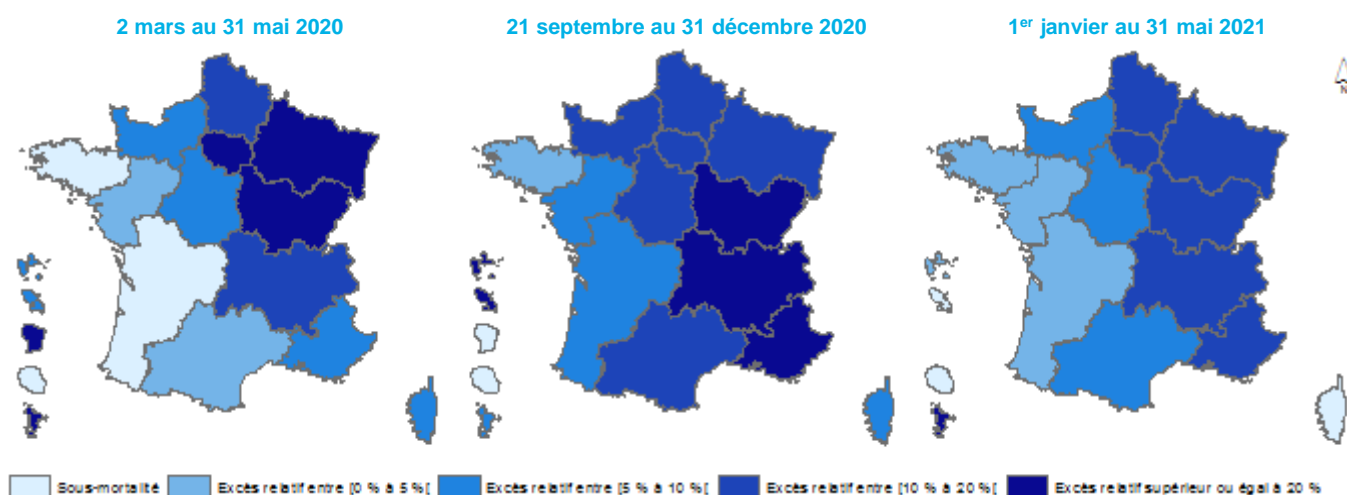 2 mars au 31 mai 2020
21 septembre au 31 décembre 2020
1er janvier au 31 mai 2021
N
Sous-mortalité
Excès relatif entre [0 % à 5 %[
Excès relatif entre [5 % à 10 %[
Excès relatif entre [10 % à 20 %[
Excès relatif supérieur ou égal à 20 %